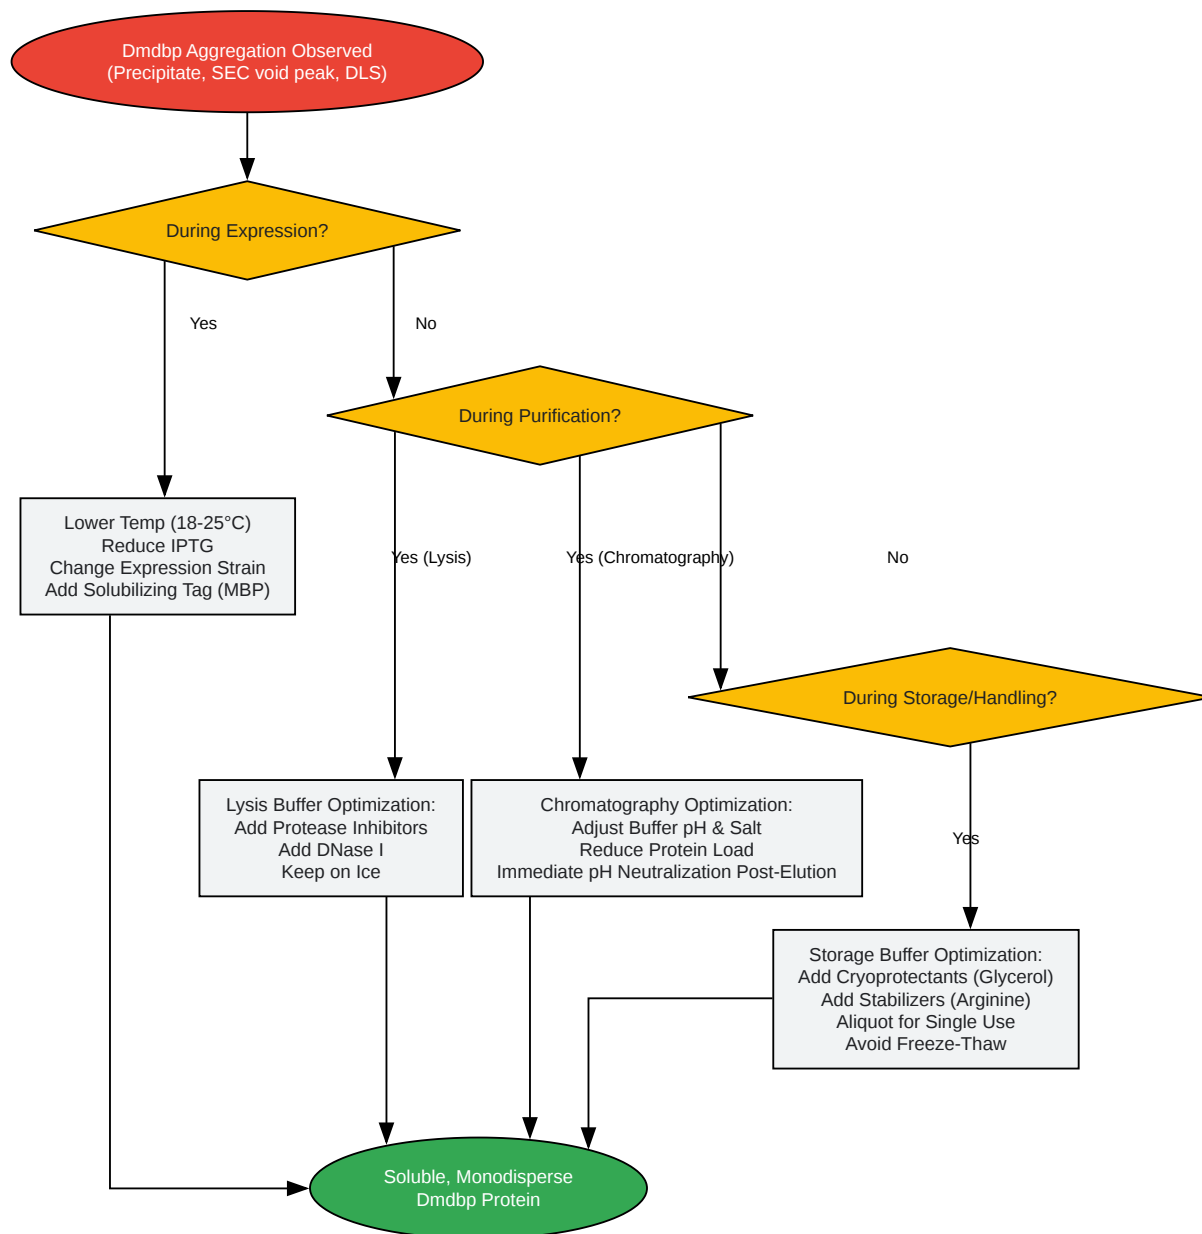 Dmdbp Aggregation Observed
(Precipitate, SEC void peak, DLS)
During Expression?
Yes
No
During Purification?
Lower Temp (18-25°C)
Reduce IPTG
Change Expression Strain
Add Solubilizing Tag (MBP)
Yes (Lysis)
Yes (Chromatography)
No
During Storage/Handling?
Lysis Buffer Optimization:
Add Protease Inhibitors
Add DNase I
Keep on Ice
Chromatography Optimization:
Adjust Buffer pH & Salt
Reduce Protein Load
Immediate pH Neutralization Post-Elution
Yes
Storage Buffer Optimization:
Add Cryoprotectants (Glycerol)
Add Stabilizers (Arginine)
Aliquot for Single Use
Avoid Freeze-Thaw
Soluble, Monodisperse
Dmdbp Protein